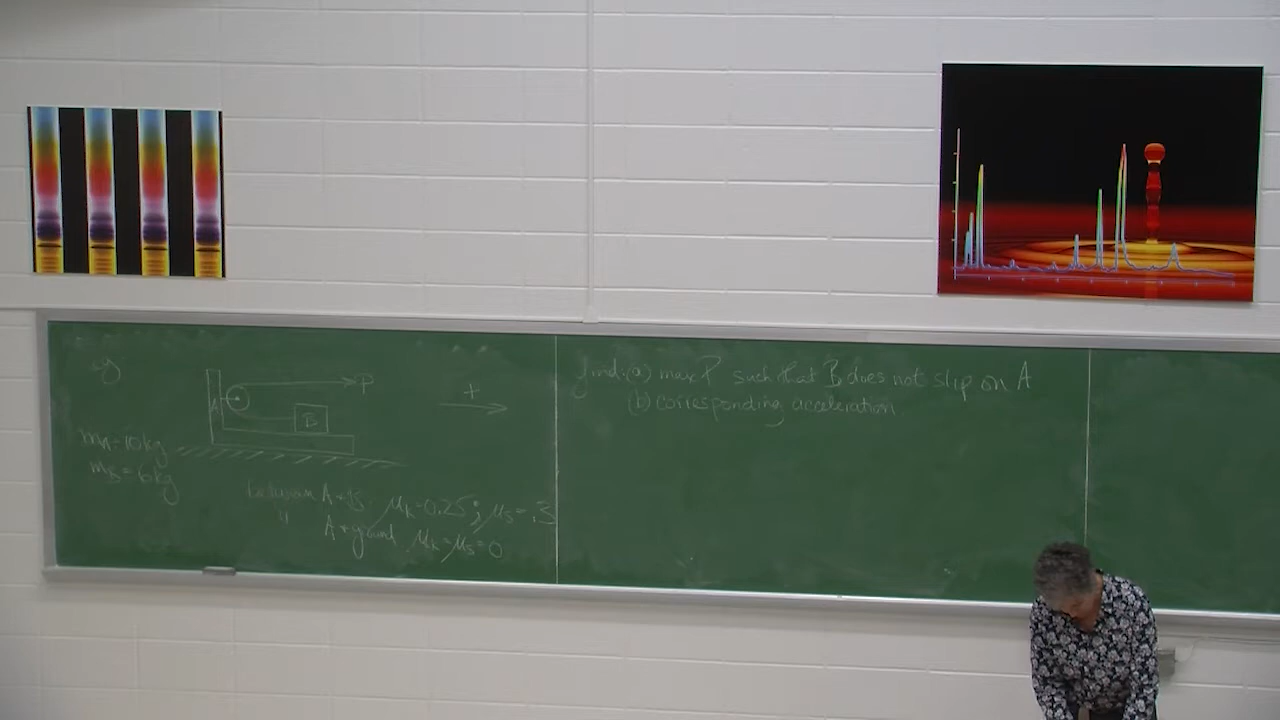 eg
P
+
A
B
mA=10kg
mB=6kg
between A+B μk=0.25; μs=.3
" A+ground μk=μs=0
find: (a) max P such that B does not slip on A
(b) corresponding acceleration